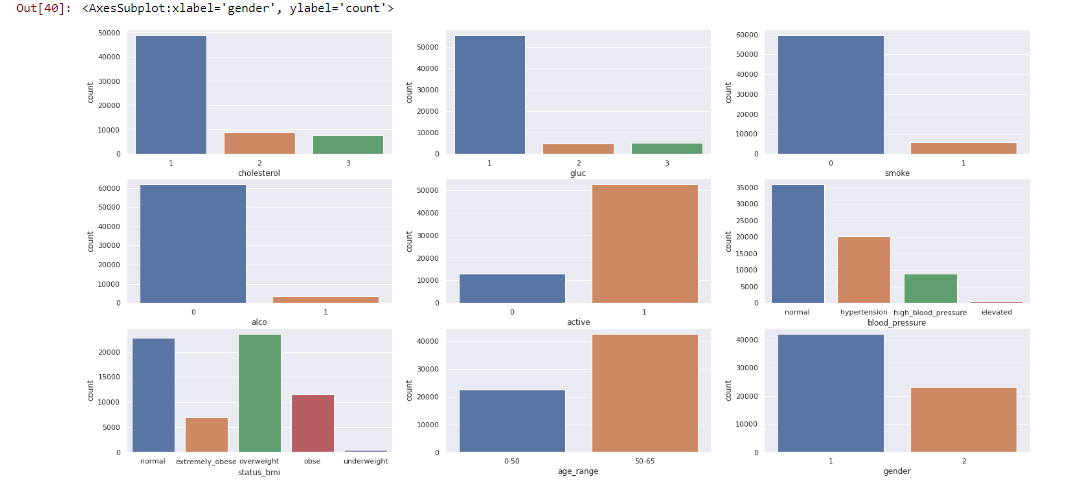 Out[40]: <AxesSubplot:xlabel='gender', ylabel='count'>
50000
40000
30000
20000
10000
0
count
1 2 3
cholesterol
50000
40000
30000
20000
10000
0
count
1 2 3
gluc
60000
50000
40000
30000
20000
10000
0
count
0 1
smoke
60000
50000
40000
30000
20000
10000
0
count
0 1
alco
50000
40000
30000
20000
10000
0
count
0 1
active
35000
30000
25000
20000
15000
10000
5000
0
count
normal hypertension high_blood_pressure elevated
blood_pressure
20000
15000
10000
5000
0
count
normal extremely_obese overweight obse underweight
status_bmi
40000
30000
20000
10000
0
count
0-50 50-65
age_range
40000
30000
20000
10000
0
count
1 2
gender